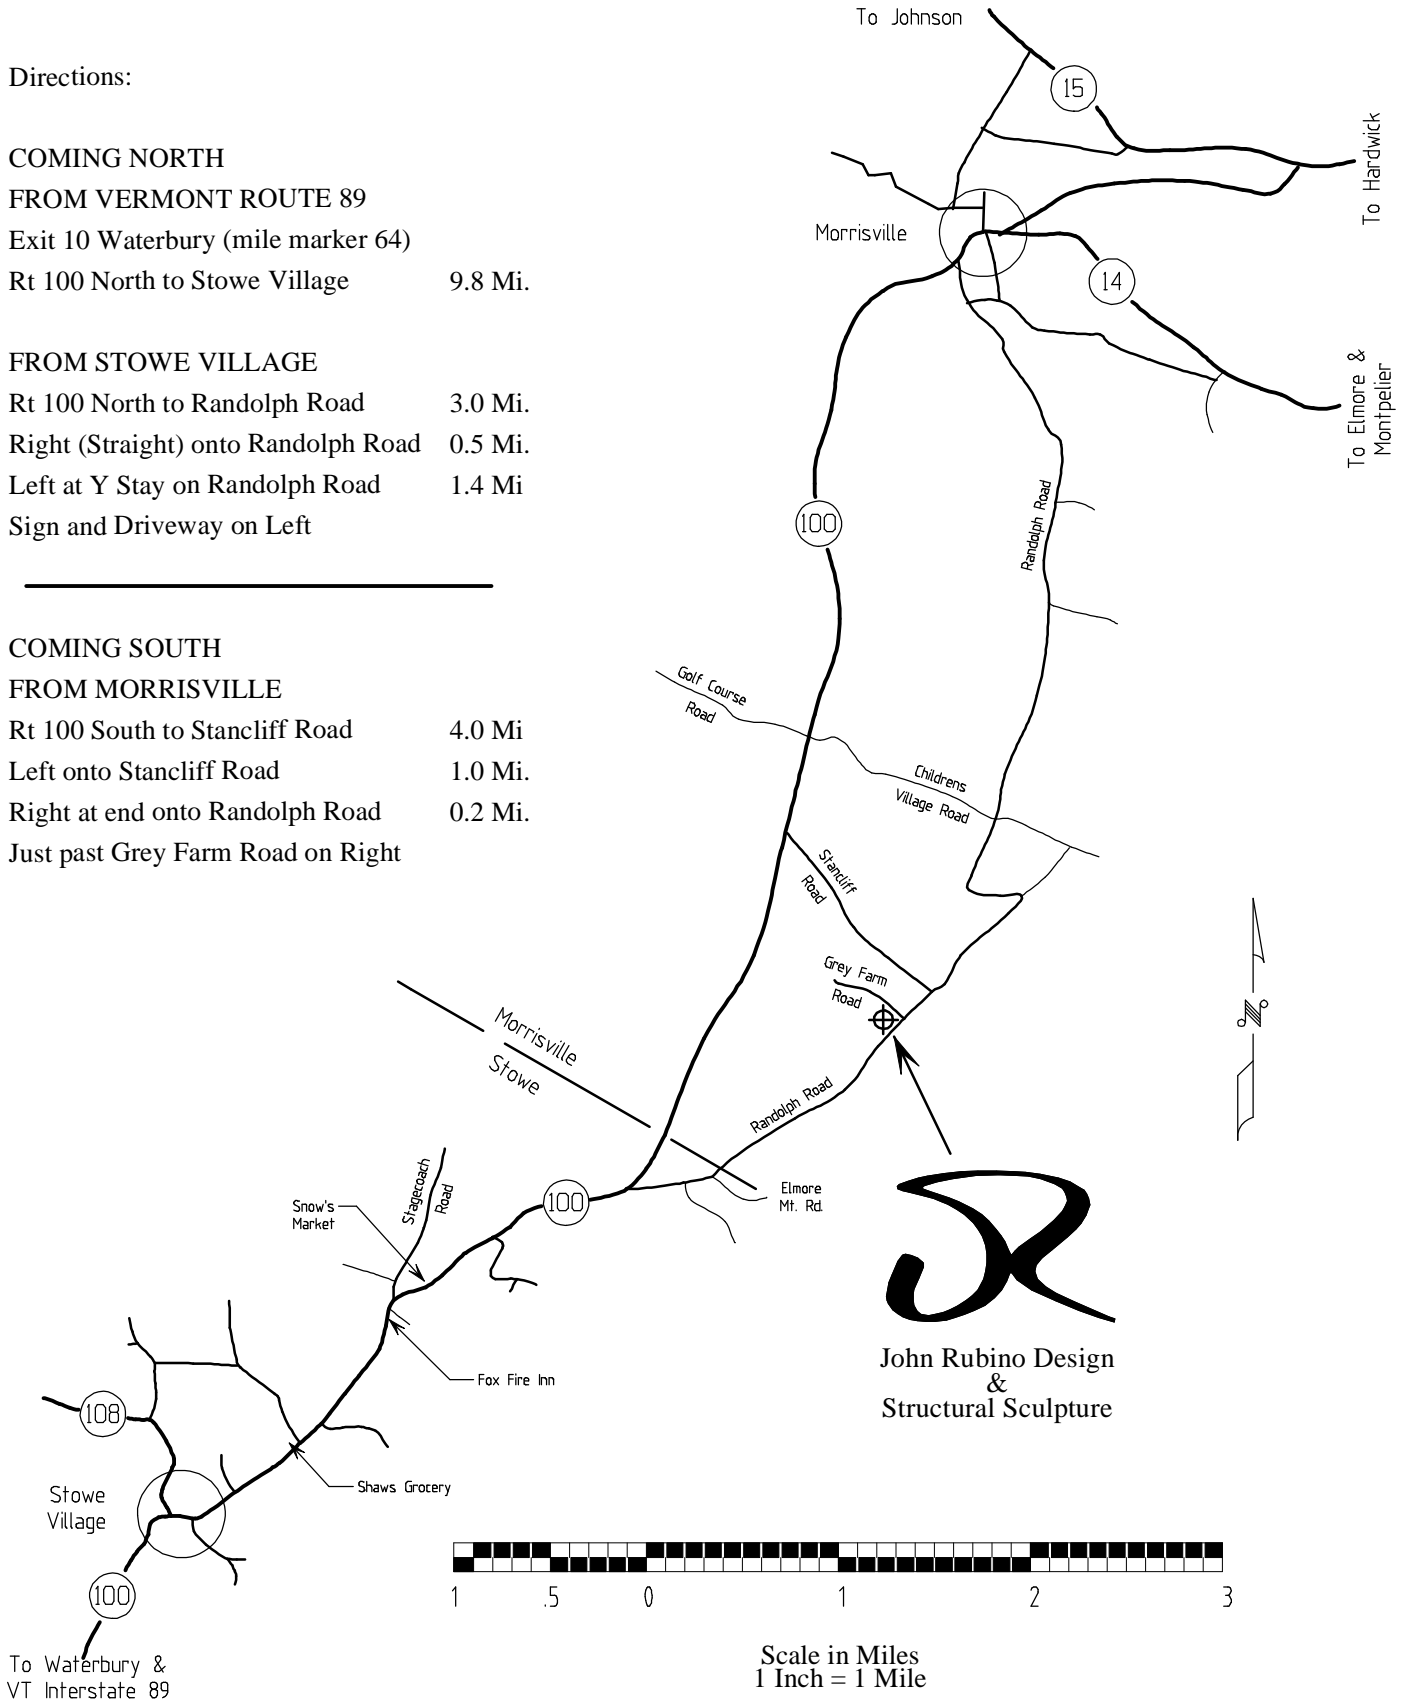 Directions:
COMING NORTH
FROM VERMONT ROUTE 89
Exit 10 Waterbury (mile marker 64)
Rt 100 North to Stowe Village 9.8 Mi.
FROM STOWE VILLAGE
Rt 100 North to Randolph Road 3.0 Mi.
Right (Straight) onto Randolph Road 0.5 Mi.
Left at Y Stay on Randolph Road 1.4 Mi
Sign and Driveway on Left
COMING SOUTH
FROM MORRISVILLE
Rt 100 South to Stancliff Road 4.0 Mi
Left onto Stancliff Road 1.0 Mi.
Right at end onto Randolph Road 0.2 Mi.
Just past Grey Farm Road on Right
To Johnson
15
To Hardwick
Morrisville
14
To Elmore &
Montpelier
100
Randolph Road
Golf Course
Road
Childrens
Village Road
Stancliff
Road
Grey Farm
Road
Morrisville
Stowe
Randolph Road
N
Elmore
Mt. Rd.
Stagecoach
Road
Snow's
Market
100
Fox Fire Inn
108
Shaws Grocery
Stowe
Village
100
To Waterbury &
VT Interstate 89
John Rubino Design
&
Structural Sculpture
1 .5 0 1 2 3
Scale in Miles
1 Inch = 1 Mile